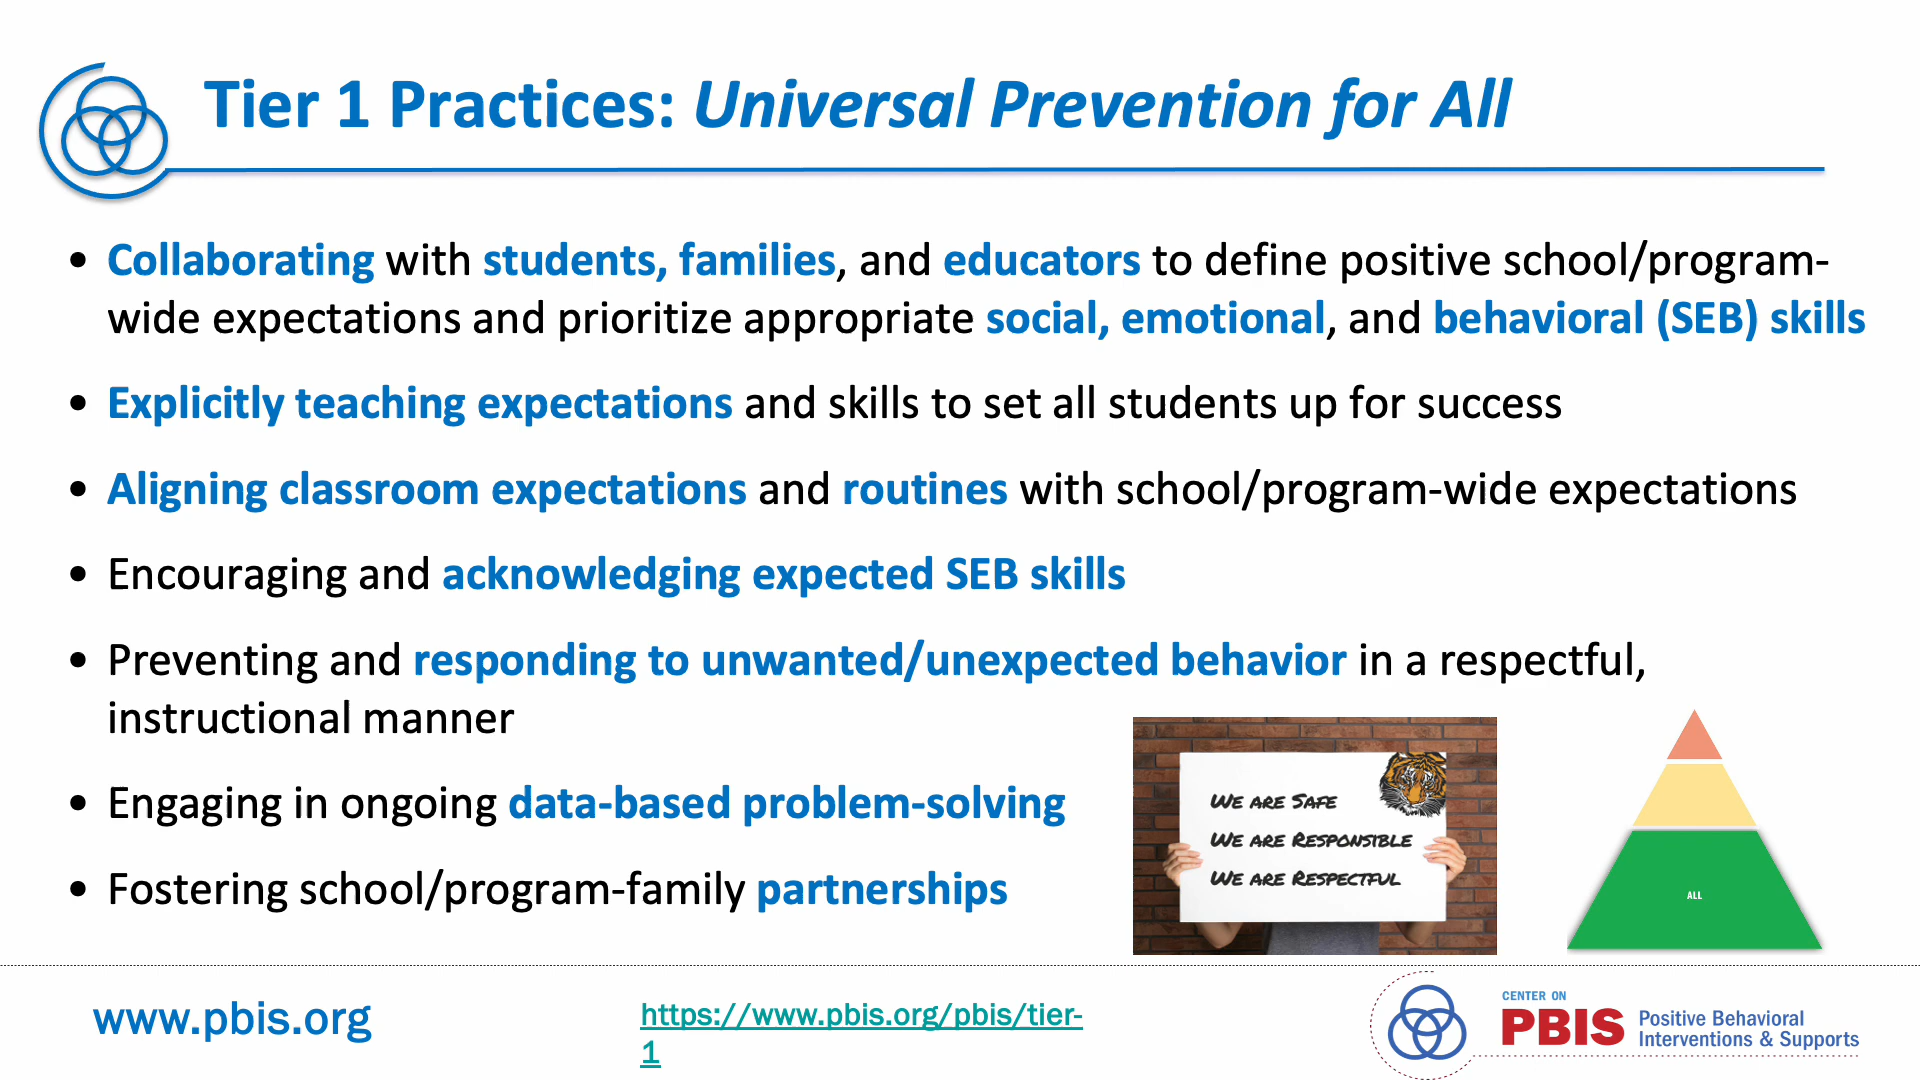 Tier 1 Practices: Universal Prevention for All
• Collaborating with students, families, and educators to define positive school/program-
wide expectations and prioritize appropriate social, emotional, and behavioral (SEB) skills
• Explicitly teaching expectations and skills to set all students up for success
• Aligning classroom expectations and routines with school/program-wide expectations
• Encouraging and acknowledging expected SEB skills
• Preventing and responding to unwanted/unexpected behavior in a respectful,
instructional manner
• Engaging in ongoing data-based problem-solving
• Fostering school/program-family partnerships
We are Safe
We are Responsible
We are Respectful
ALL
www.pbis.org
https://www.pbis.org/pbis/tier-
1
CENTER ON
PBIS
Positive Behavioral
Interventions & Supports